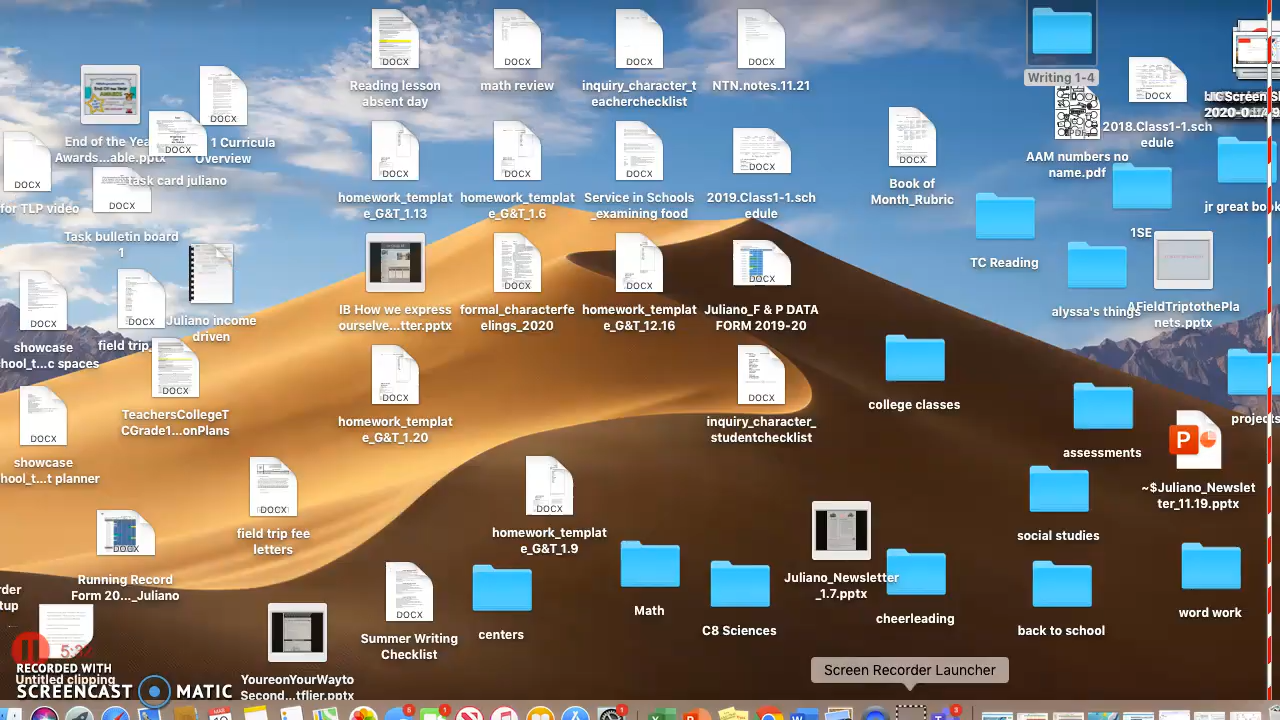 Reading lesson
absent day
math review
inquiry_character_t
eacherchecklist
NTN.notes.11.21
Writing 1-4
2020-0
2018.Class1-1.sch
edule
AAM numbers no
name.pdf
End of the Yea
Awards...able.pptx
1 Curricula
Overview
DOCX
for TLP video
Task card juliano
DOCX
homework_templat
e_G&T_1.13
homework_templat
e_G&T_1.6
Service in Schools
_examining food
2019.Class1-1.sch
edule
Book of
Month_Rubric
jr great book
1SE
TC Reading
Task bulletin board
1
IB How we express
ourselve...tter.pptx
formal_characterfe
elings_2020
homework_templat
e_G&T_12.16
Juliano_F & P DATA
FORM 2019-20
alyssa's things
AFieldTriptothePla
nets.pptx
Juliano income
driven
field trip
showcase
hool_t...c spaces
TeachersCollegeT
CGrade1...onPlans
homework_templat
e_G&T_1.20
inquiry_character_
studentchecklist
college classes
projects
assessments
P
showcase
hool_t...t planner
~$Juliano_Newslet
ter_11.19.pptx
field trip fee
letters
homework_templat
e_G&T_1.9
social studies
Running Record
Form 20... Juliano
Juliano_Newsletter
_1.7.pptx
Math
centers
C8 Sciences
cheerleading
back to school
word work
Summer Writing
Checklist
RECORDED WITH
Untitled clipping
SCREENCAST MATIC
YoureonYourWayto
Second...tflier.pptx
Screen Recorder Launcher